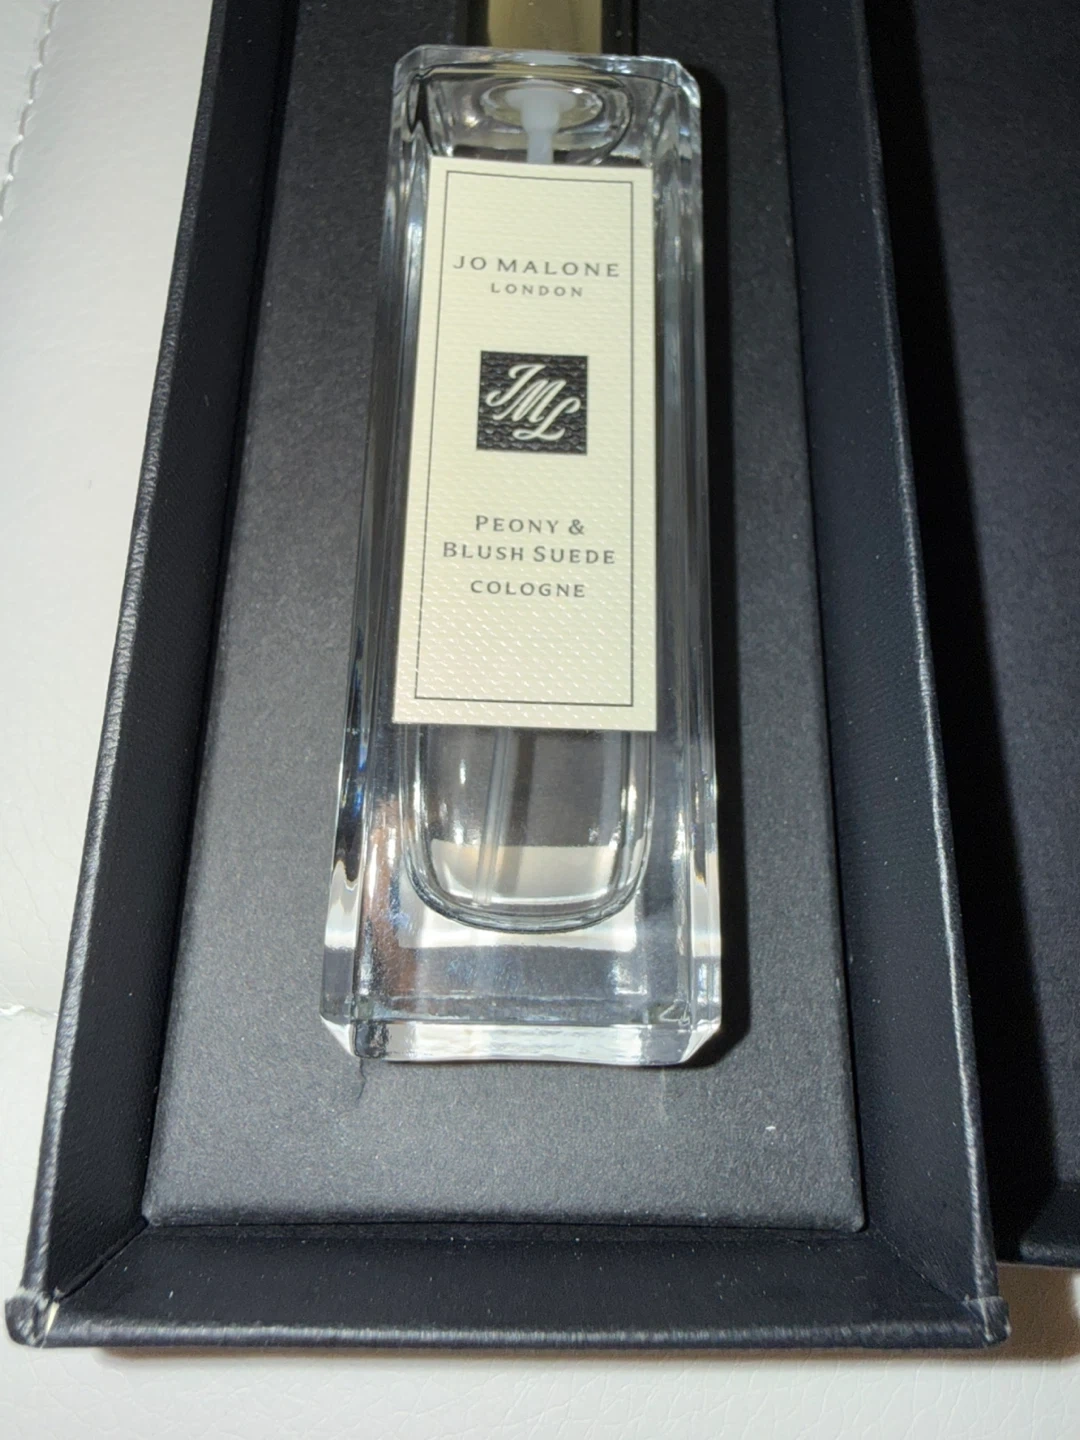 JO MALONE
LONDON
JML
PEONY &
BLUSH SUEDE
COLOGNE